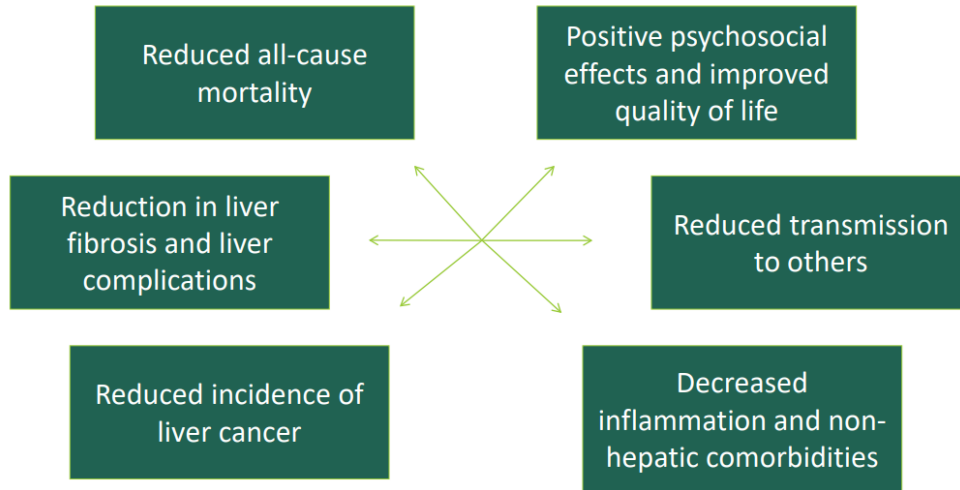 Reduced all-cause
mortality
Positive psychosocial
effects and improved
quality of life
Reduction in liver
fibrosis and liver
complications
Reduced transmission
to others
Reduced incidence of
liver cancer
Decreased
inflammation and non-
hepatic comorbidities